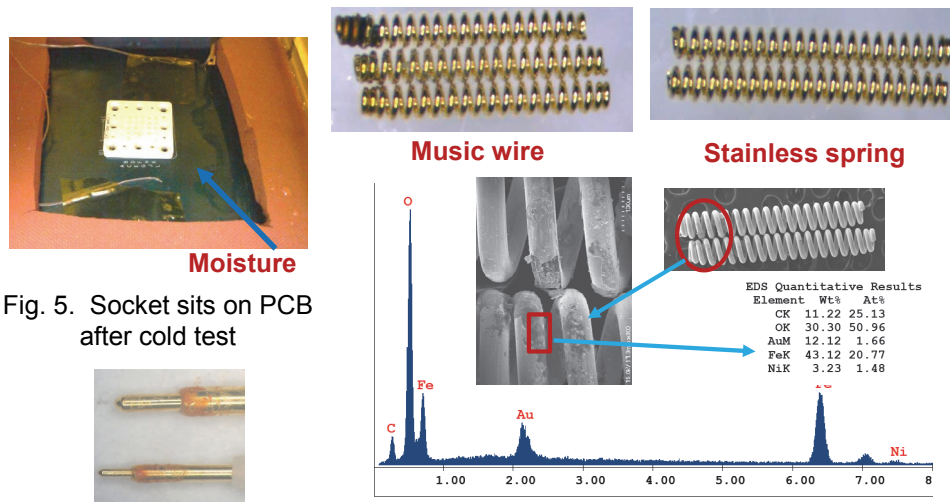 Music wire
Stainless spring
Moisture
Fig. 5. Socket sits on PCB
after cold test
EDS Quantitative Results
Element Wt% At%
CK 11.22 25.13
OK 30.30 50.96
AuM 12.12 1.66
FeK 43.12 20.77
NiK 3.23 1.48
O
Fe
C
Au
Fe
Ni
1.00 2.00 3.00 4.00 5.00 6.00 7.00 8